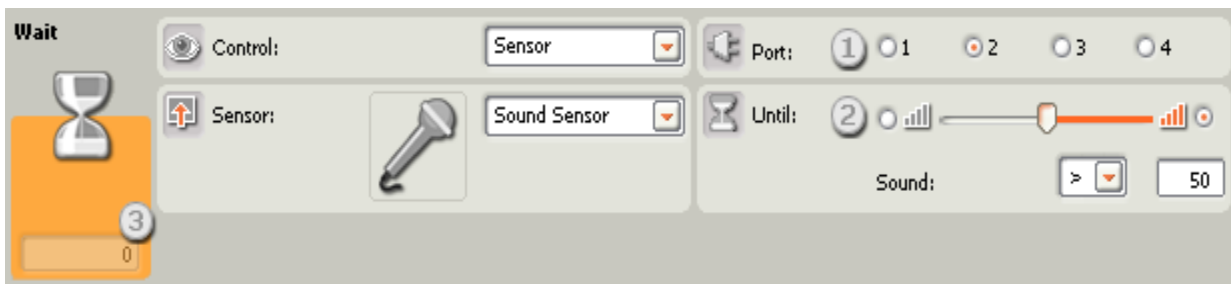 Wait
Control: Sensor
Port: 1 1 2 3 4
Sensor: Sound Sensor
Until: 2
Sound: > 50
3
0